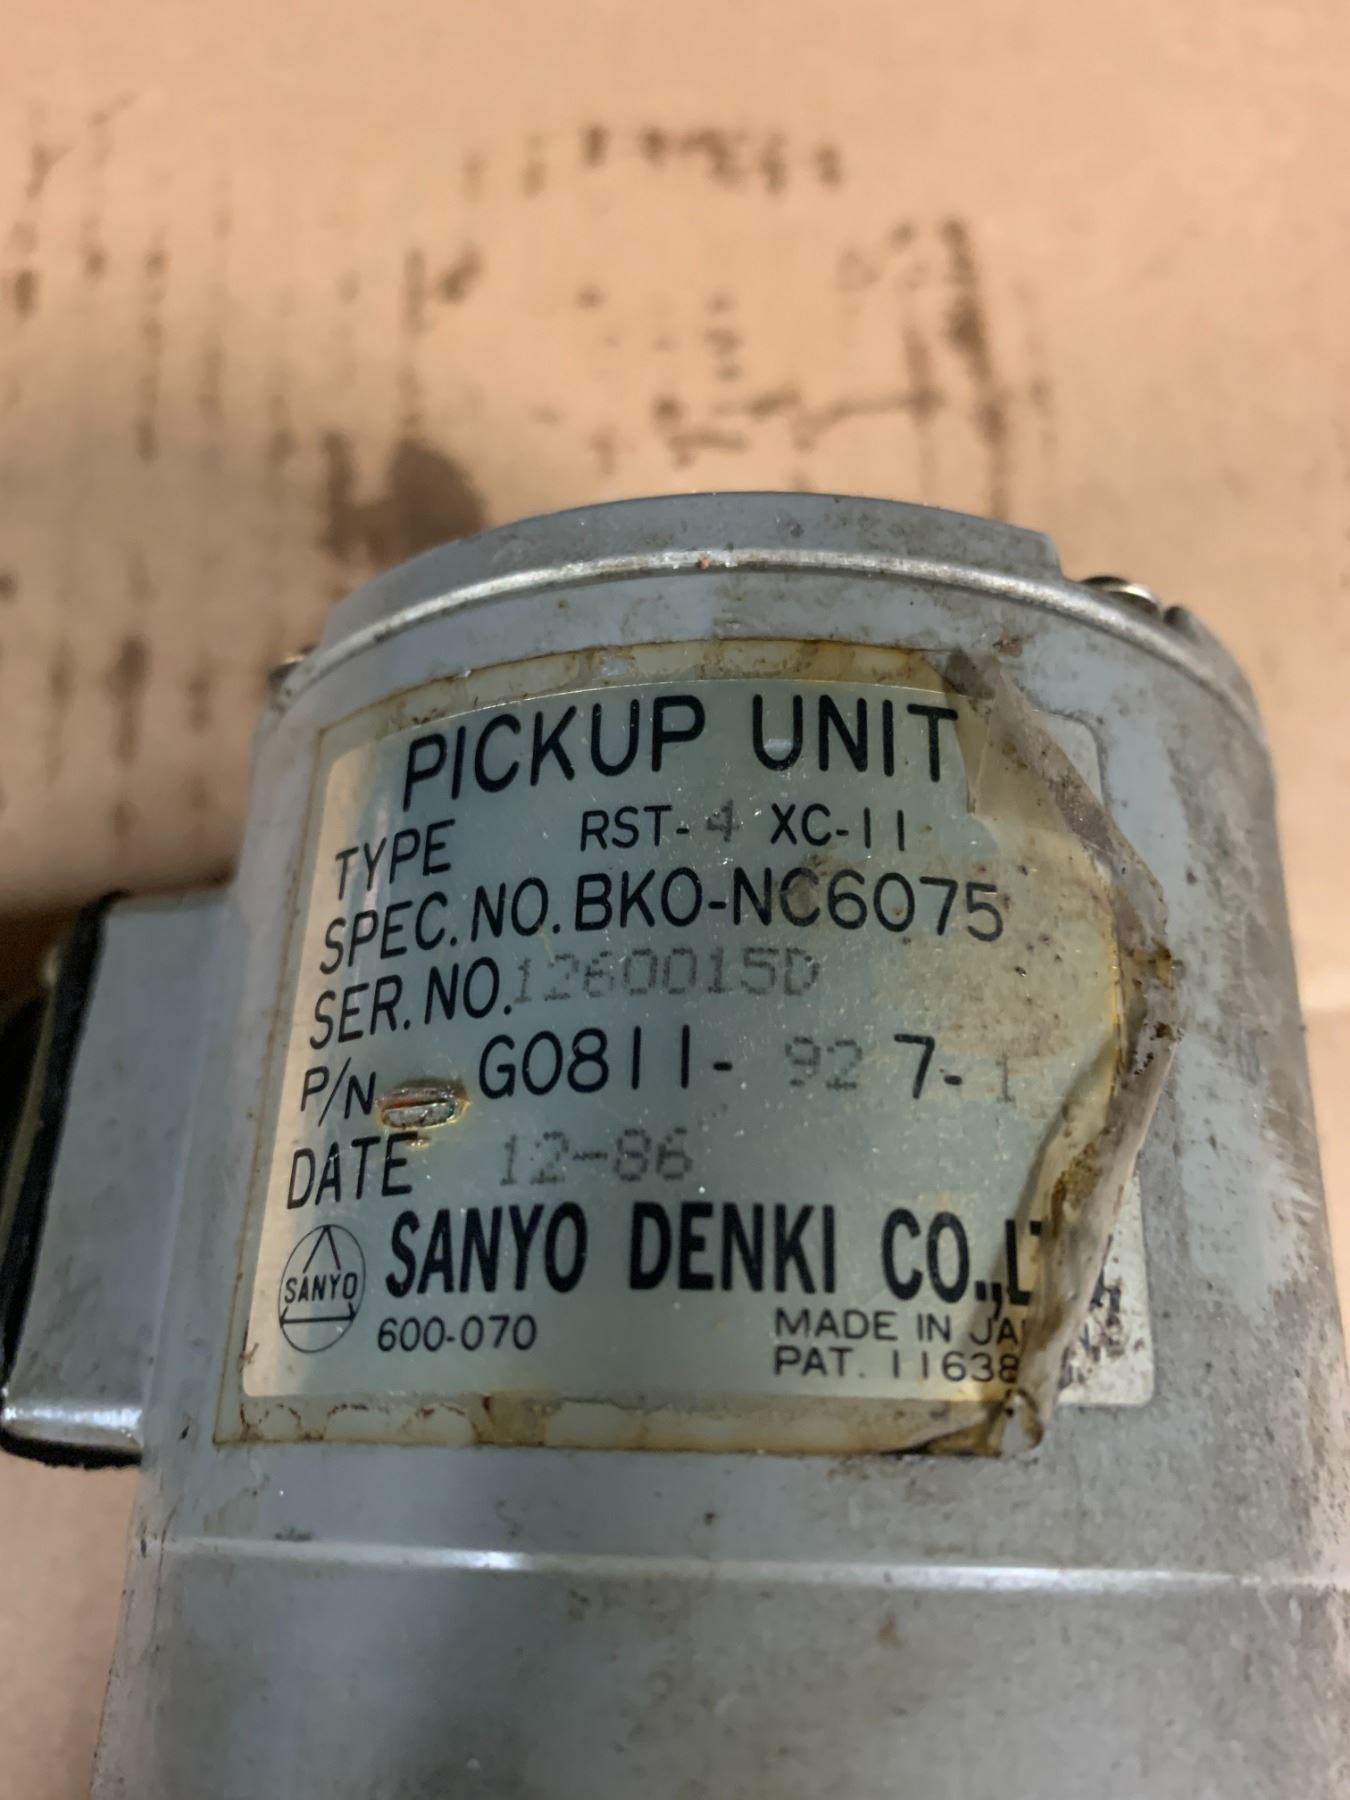 PICKUP UNIT
TYPE RST-4 XC-11
SPEC. NO. BKO-NC6075
SER. NO. 1260015D
P/N G0811- 92 7- 1
DATE 12-86
SANYO SANYO DENKI CO.,
600-070
MADE IN
PAT. 11638